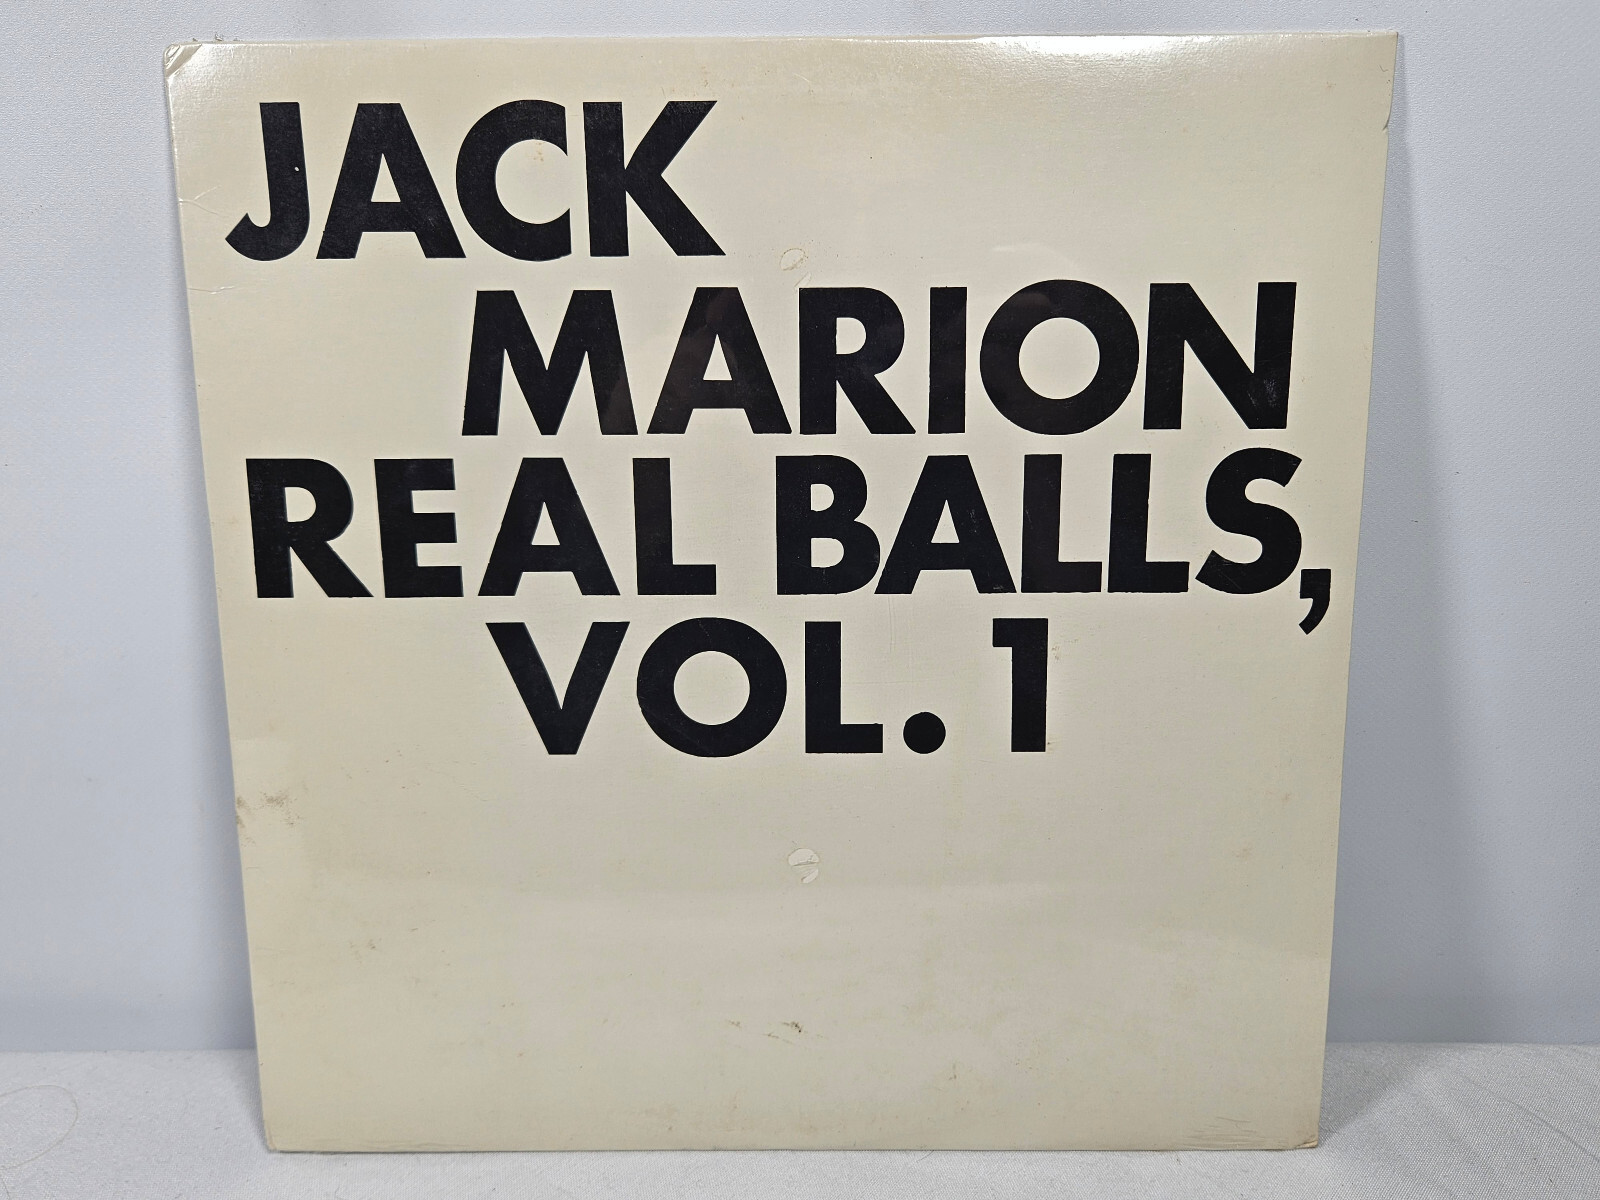 JACK
MARION
REAL BALLS,
VOL.1